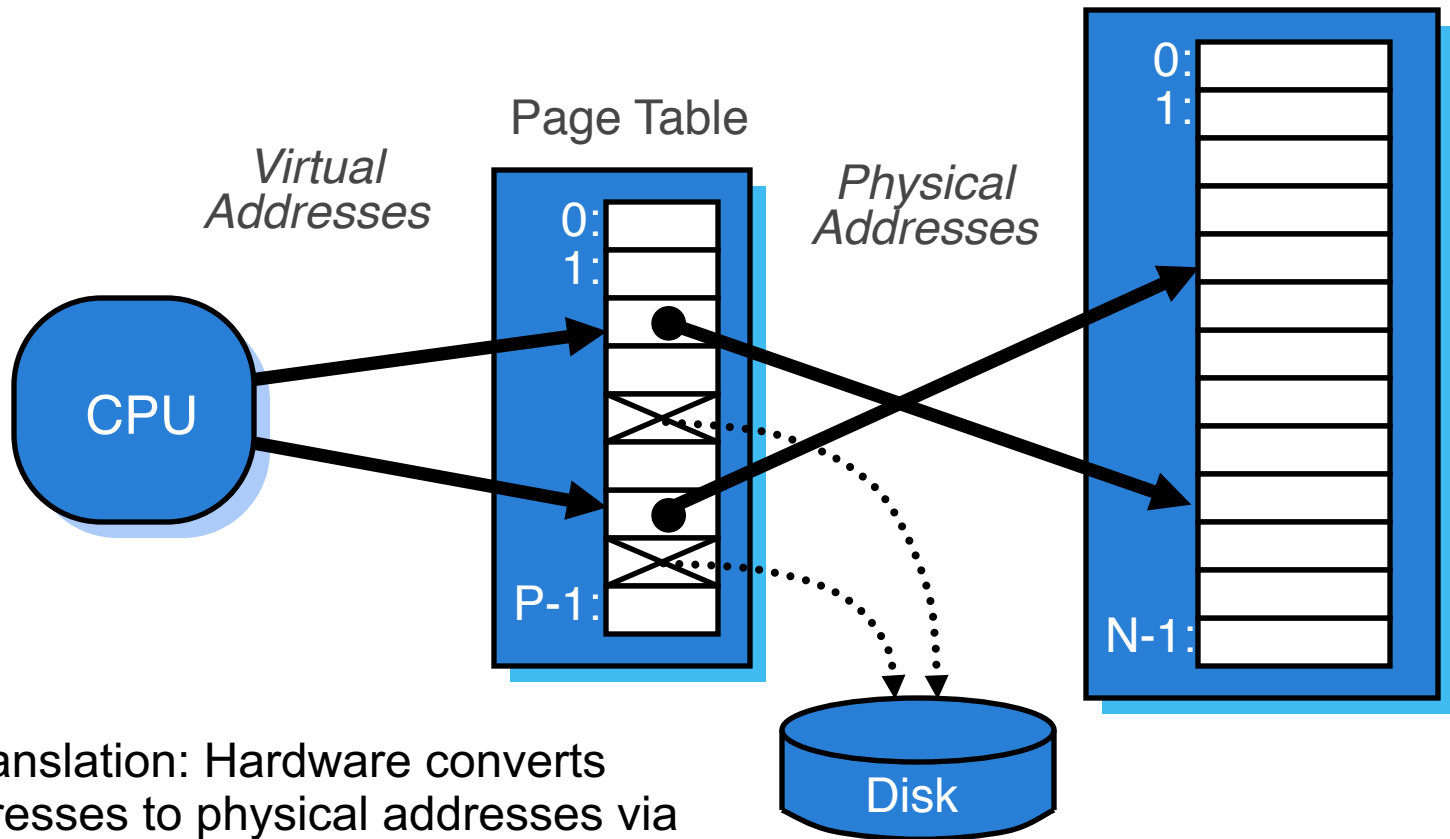 Page Table
Virtual
Addresses
Physical
Addresses
0:
1:
P-1:
0:
1:
N-1:
CPU
Disk
anslation: Hardware converts
resses to physical addresses via